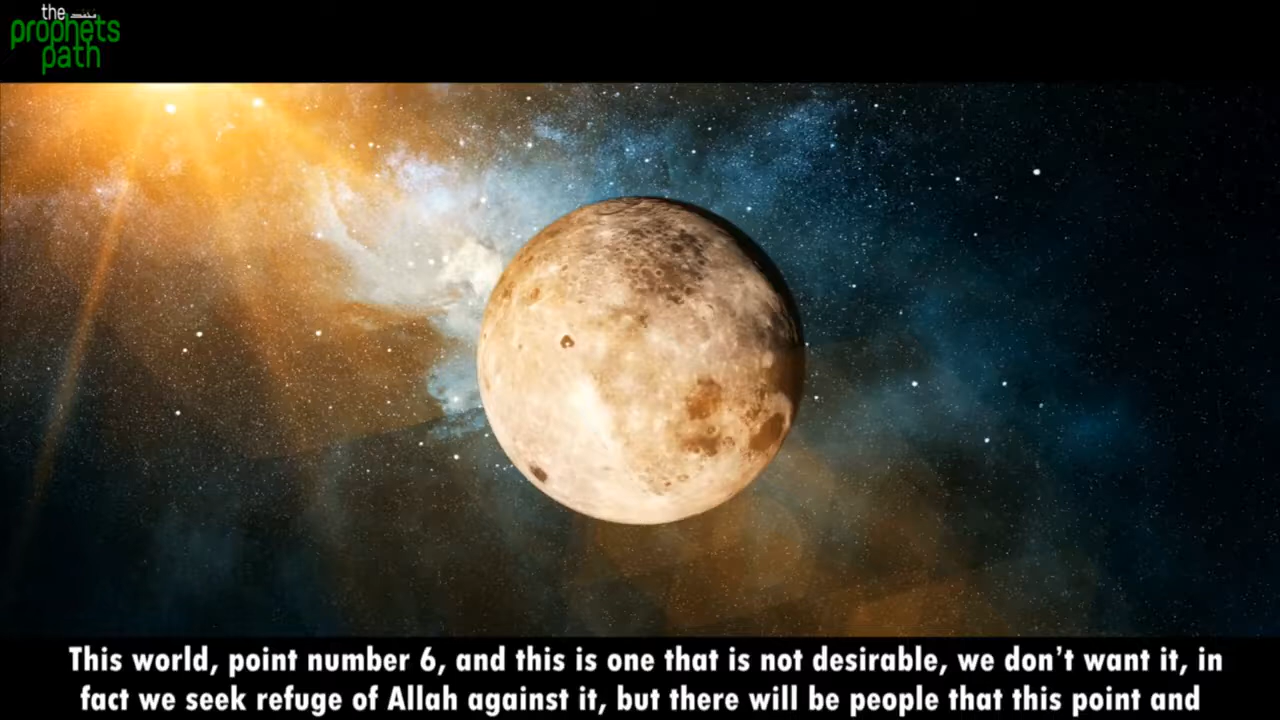 the محمد
prophets
path
This world, point number 6, and this is one that is not desirable, we don't want it, in
fact we seek refuge of Allah against it, but there will be people that this point and